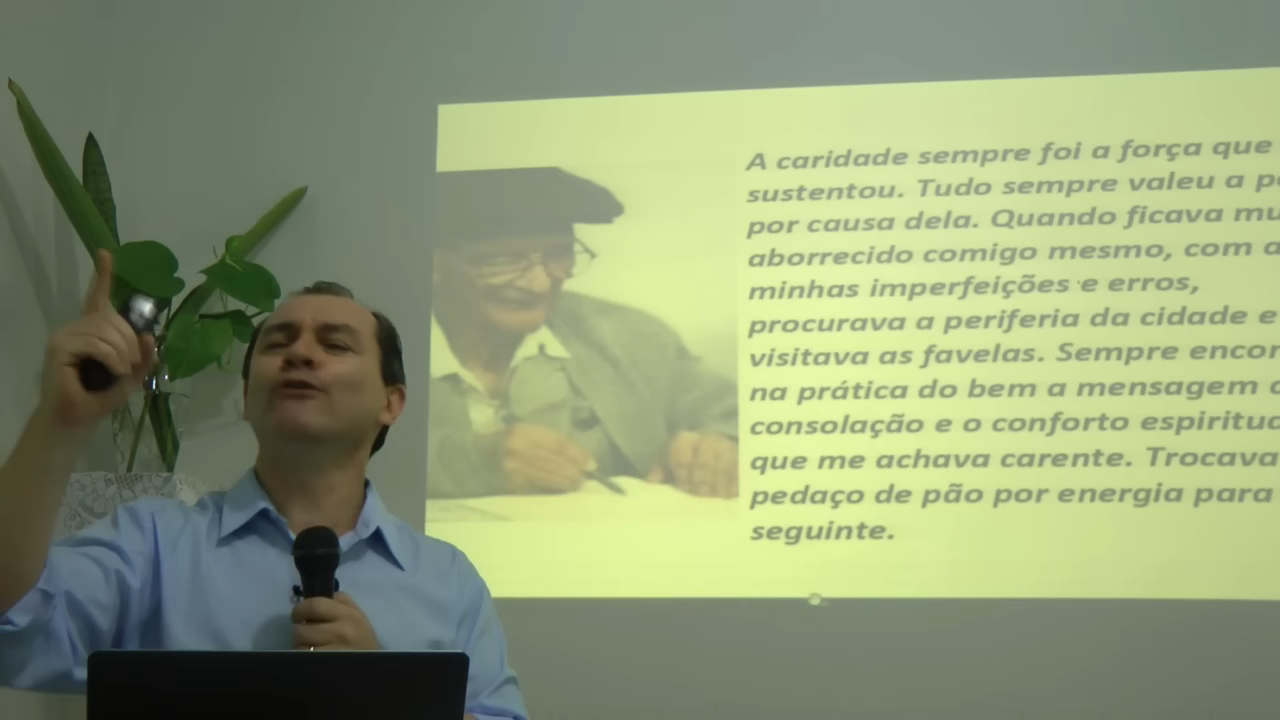 A caridade sempre foi a força que
sustentou. Tudo sempre valeu a
por causa dela. Quando ficava
aborrecido comigo mesmo, com
minhas imperfeições e erros,
procurava a periferia da cidade e
visitava as favelas. Sempre
na prática do bem a mensagem
consolação e o conforto
que me achava carente. Trocava
pedaço de pão por energia para
seguinte.